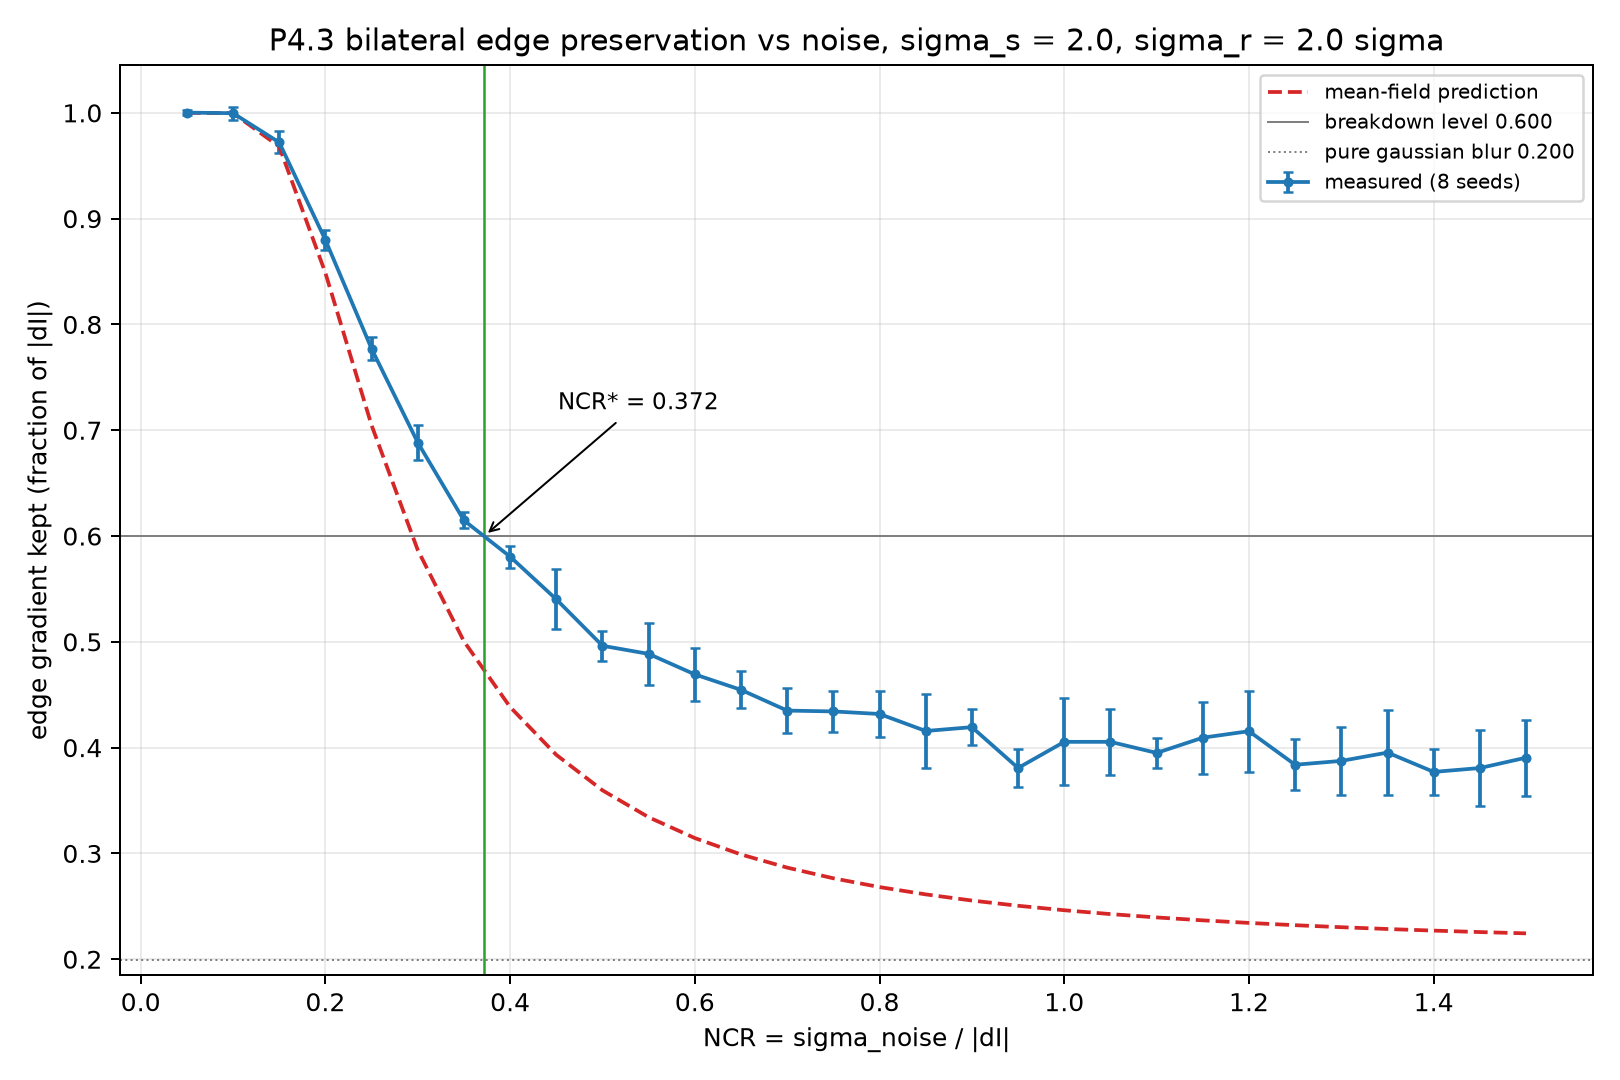 P4.3 bilateral edge preservation vs noise, sigma_s = 2.0, sigma_r = 2.0 sigma
mean-field prediction
breakdown level 0.600
pure gaussian blur 0.200
measured (8 seeds)
NCR* = 0.372
edge gradient kept (fraction of |dI|)
1.0
0.9
0.8
0.7
0.6
0.5
0.4
0.3
0.2
0.0 0.2 0.4 0.6 0.8 1.0 1.2 1.4
NCR = sigma_noise / |dI|